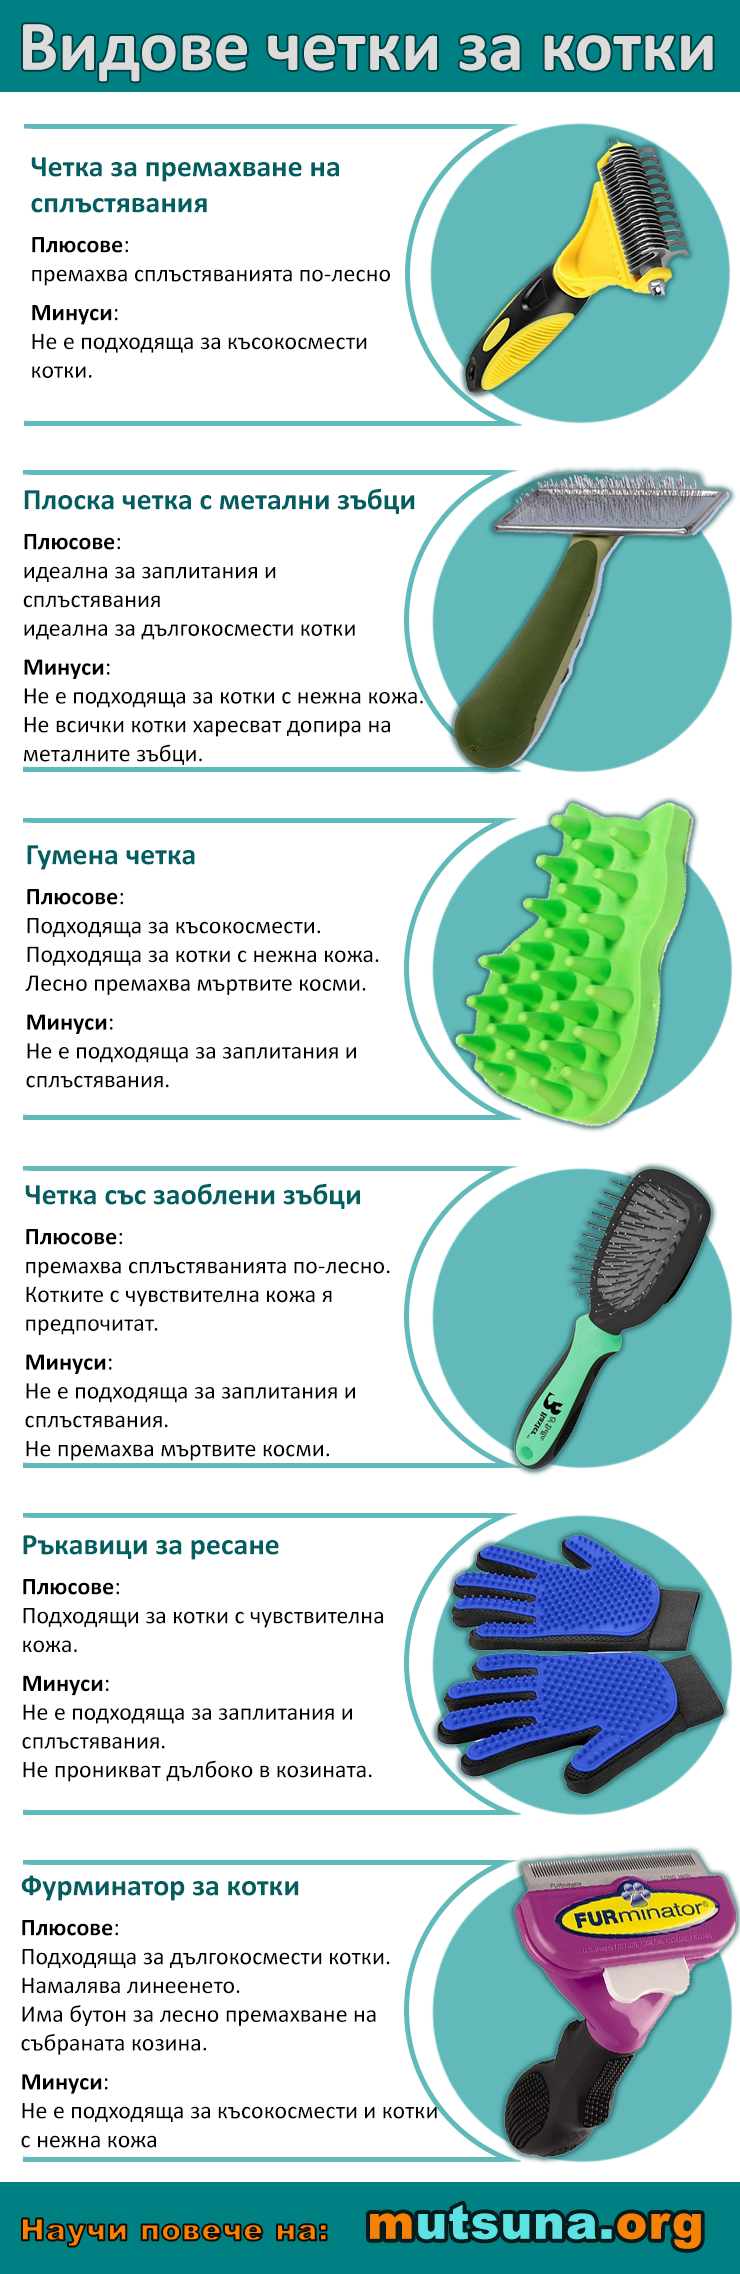 Видове четки за котки
Четка за премахване на
сплъстявания
Плюсове:
премахва сплъстяванията по-лесно
Минуси:
Не е подходяща за късокосмести
котки.
Плоска четка с метални зъбци
Плюсове:
идеална за заплитания и
сплъстявания
идеална за дългокосмести котки
Минуси:
Не е подходяща за котки с нежна кожа.
Не всички котки харесват допира на
металните зъбци.
Гумена четка
Плюсове:
Подходяща за късокосмести.
Подходяща за котки с нежна кожа.
Лесно премахва мъртвите косми.
Минуси:
Не е подходяща за заплитания и
сплъстявания.
Четка със заоблени зъбци
Плюсове:
премахва сплъстяванията по-лесно.
Котките с чувствителна кожа я
предпочитат.
Минуси:
Не е подходяща за заплитания и
сплъстявания.
Не премахва мъртвите косми.
Ръкавици за ресане
Плюсове:
Подходящи за котки с чувствителна
кожа.
Минуси:
Не е подходяща за заплитания и
сплъстявания.
Не проникват дълбоко в козината.
Фурминатор за котки
FURminator®
Плюсове:
Подходяща за дългокосмести котки.
Намалява линеенето.
Има бутон за лесно премахване на
събраната козина.
Минуси:
Не е подходяща за късокосмести и котки
с нежна кожа
Научи повече на: mutsuna.org